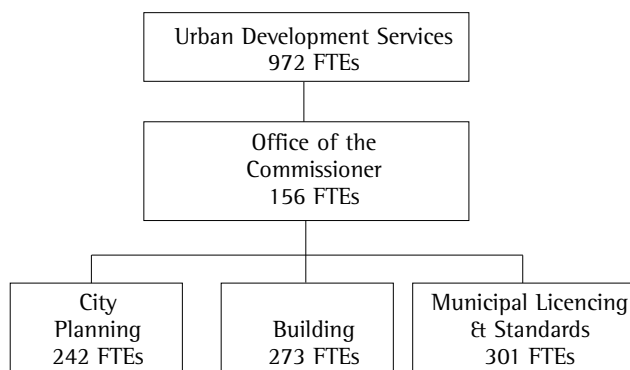 Urban Development Services
972 FTEs
Office of the
Commissioner
156 FTEs
City
Planning
242 FTEs
Building
273 FTEs
Municipal Licencing
& Standards
301 FTEs